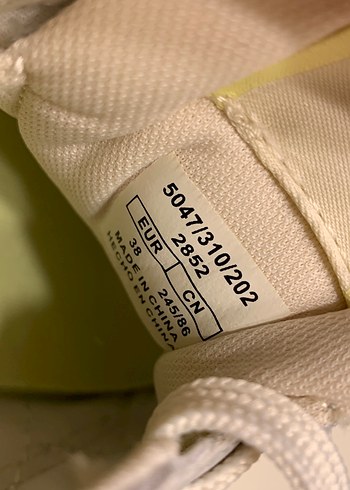 5047/310/202
2852
EUR CN
38 245/86
MADE IN CHINA
HECHO EN CHINA